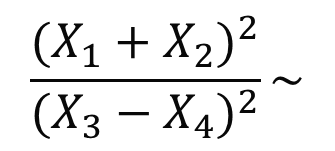 (X₁ + X₂)²
(X₃ − X₄)² ~